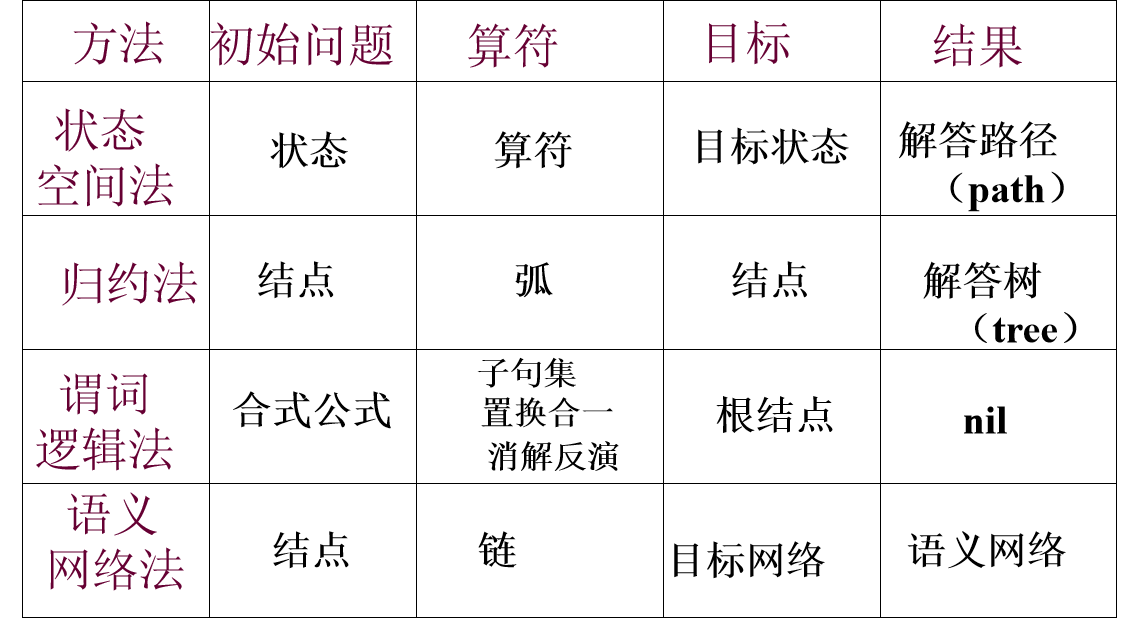 方法 初始问题 算符 目标 结果
状态
空间法
状态 算符 目标状态 解答路径
（path）
归约法 结点 弧 结点 解答树
（tree）
谓词
逻辑法
合式公式
子句集
置换合一
消解反演
根结点 nil
语义
网络法
结点 链 目标网络 语义网络